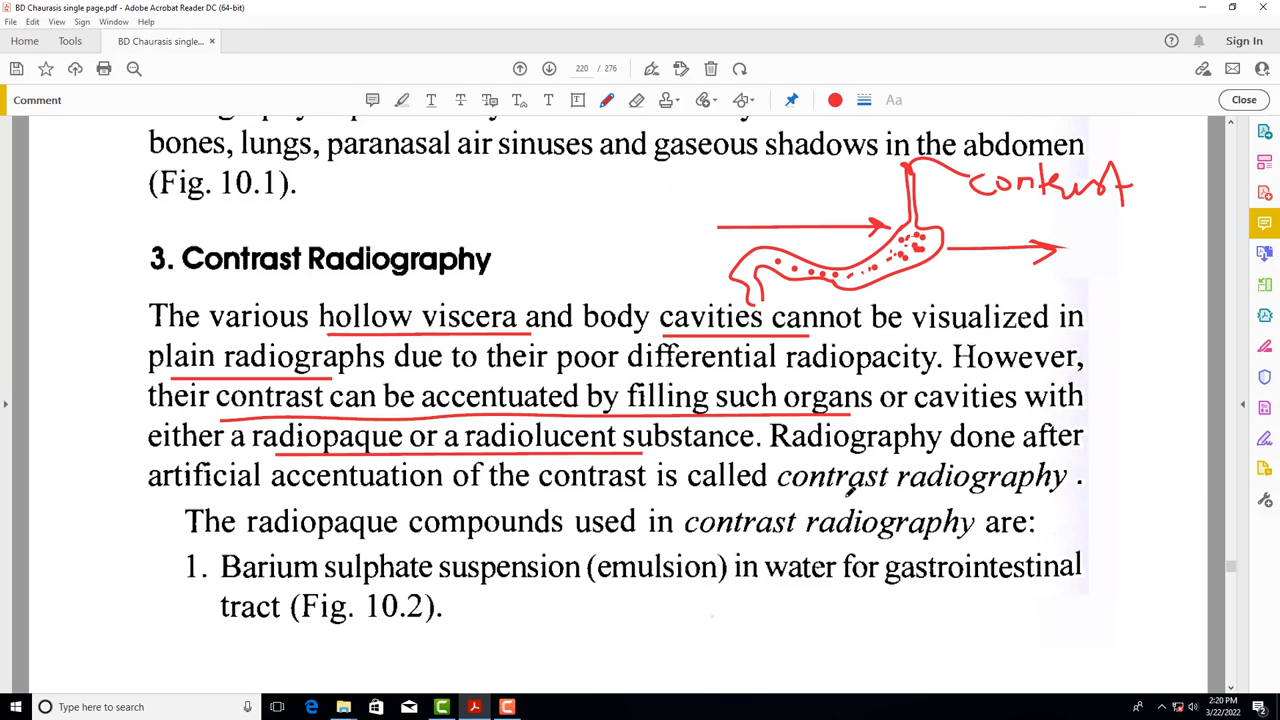 BD Chaurasis single page.pdf - Adobe Acrobat Reader DC (64-bit)
File Edit View Sign Window Help
Home Tools BD Chaurasis single... × Sign In
220 / 276
Comment Aa Close
bones, lungs, paranasal air sinuses and gaseous shadows in the abdomen
(Fig. 10.1).
contrust
3. Contrast Radiography
The various hollow viscera and body cavities cannot be visualized in
plain radiographs due to their poor differential radiopacity. However,
their contrast can be accentuated by filling such organs or cavities with
either a radiopaque or a radiolucent substance. Radiography done after
artificial accentuation of the contrast is called contrast radiography .
The radiopaque compounds used in contrast radiography are:
1. Barium sulphate suspension (emulsion) in water for gastrointestinal
tract (Fig. 10.2).
Type here to search
2:20 PM
3/22/2022
2